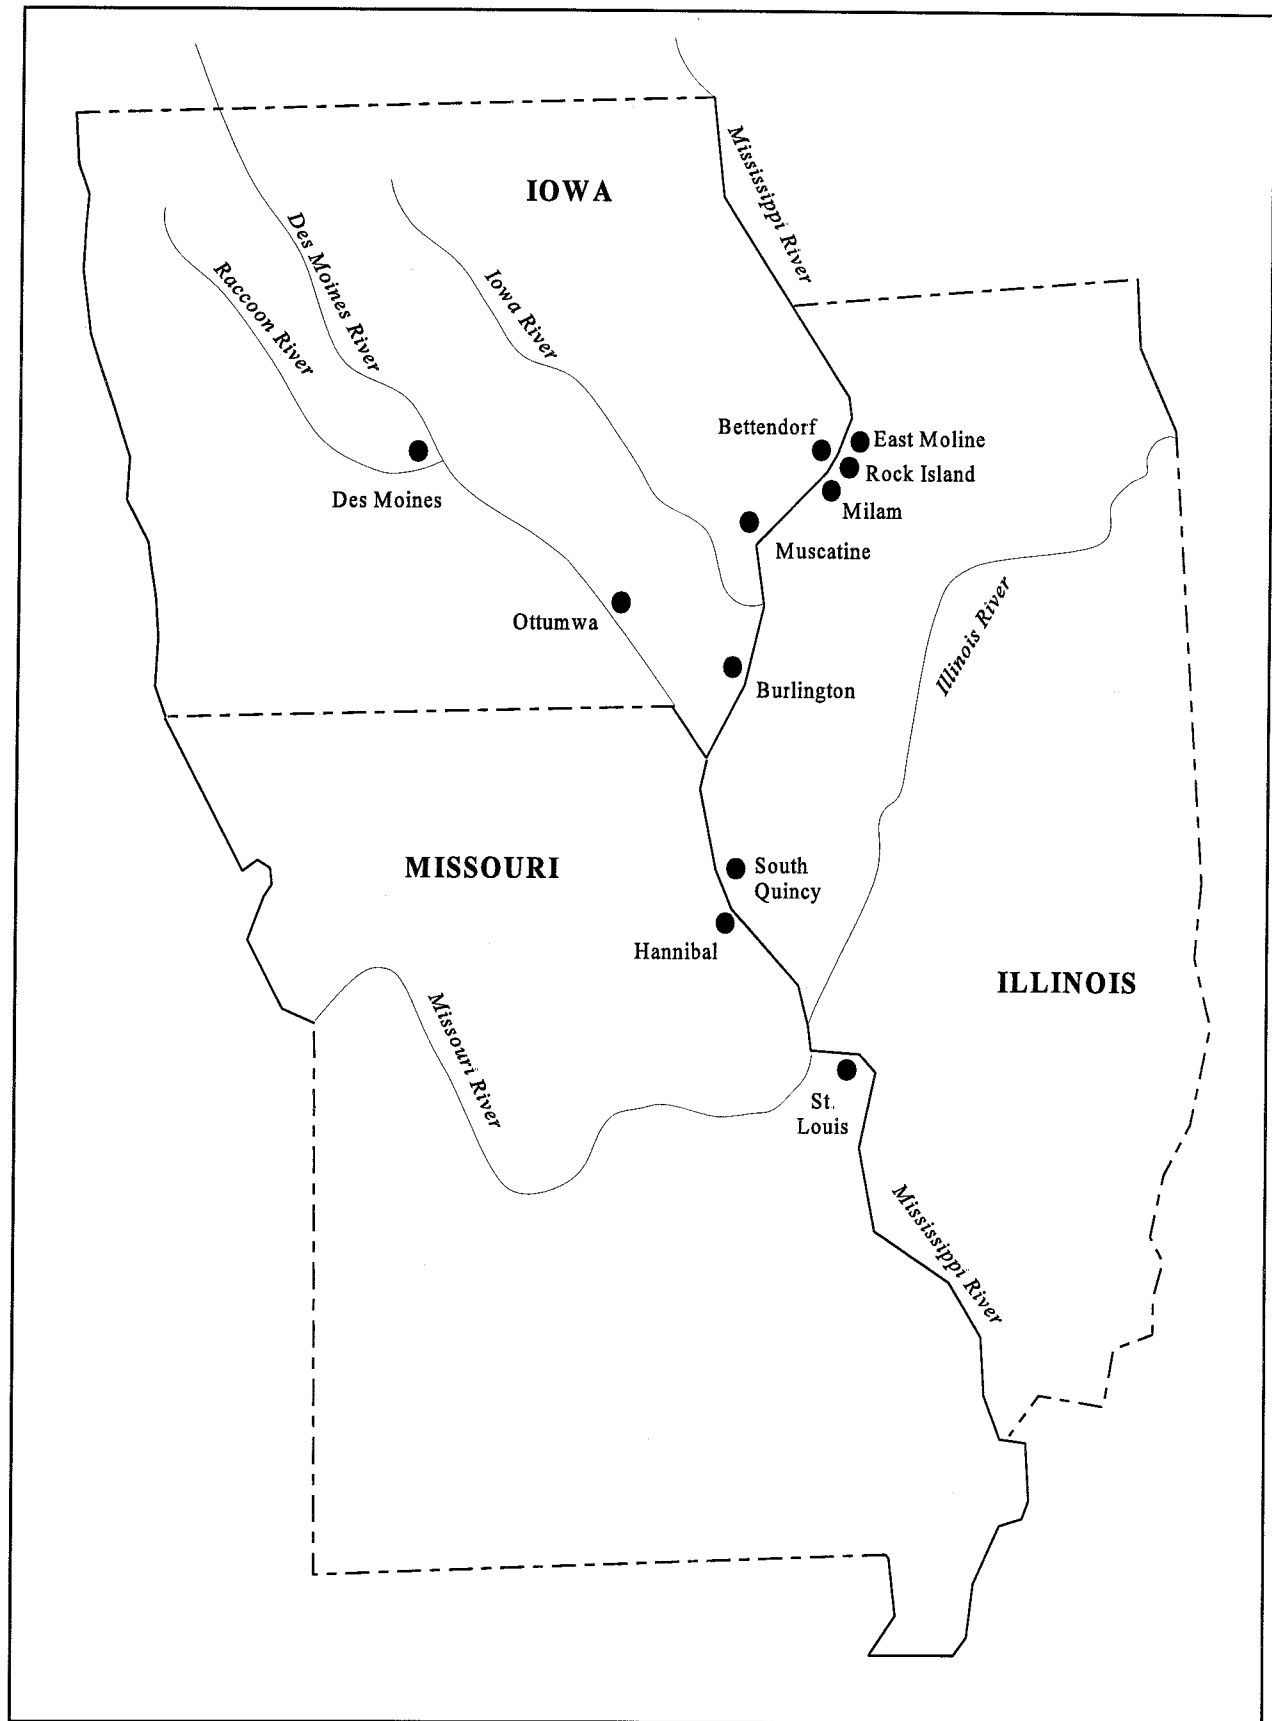 Mississippi River
IOWA
Des Moines River
Raccoon River
Iowa River
Bettendorf
East Moline
Rock Island
Milam
Des Moines
Muscatine
Ottumwa
Illinois River
Burlington
MISSOURI
South
Quincy
Hannibal
ILLINOIS
Missouri River
St.
Louis
Mississippi River